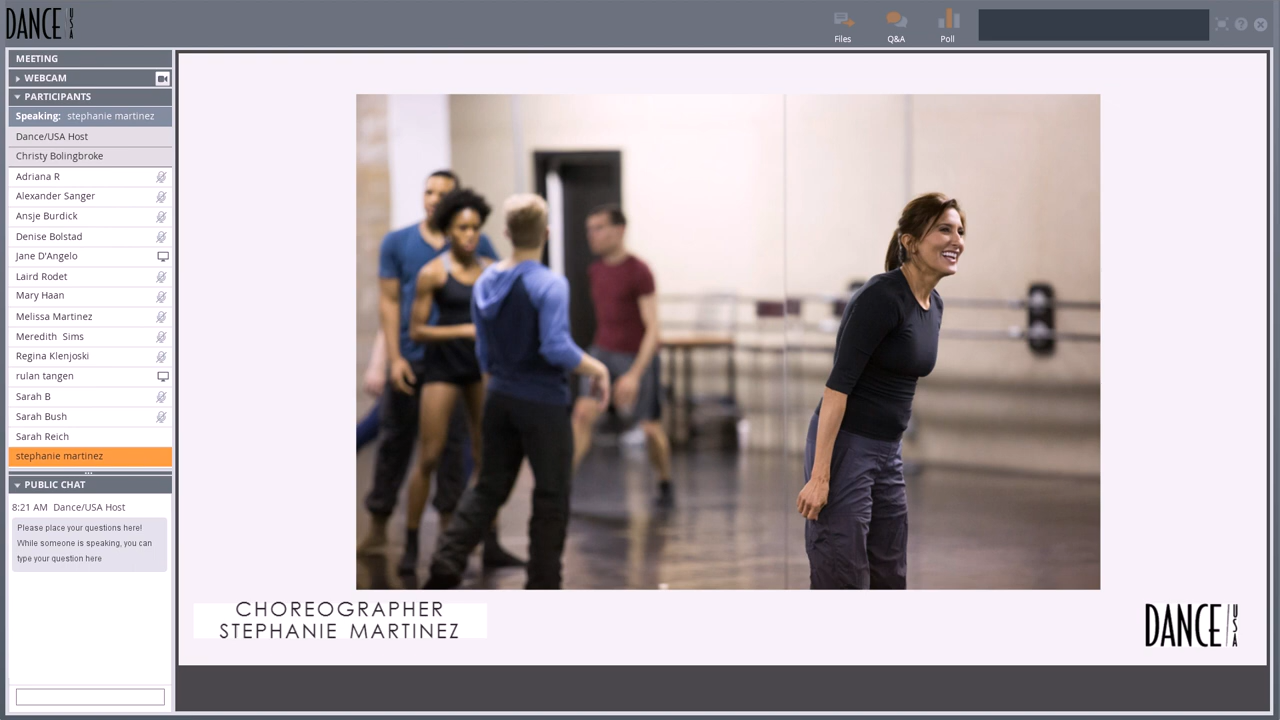 DANCE USA
Files
Q&A
Poll
MEETING
WEBCAM
PARTICIPANTS
Speaking: stephanie martinez
Dance/USA Host
Christy Bolingbroke
Adriana R
Alexander Sanger
Ansje Burdick
Denise Bolstad
Jane D'Angelo
Laird Rodet
Mary Haan
Melissa Martinez
Meredith Sims
Regina Klenjoski
rulan tangen
Sarah B
Sarah Bush
Sarah Reich
stephanie martinez
PUBLIC CHAT
8:21 AM Dance/USA Host
Please place your questions here!
While someone is speaking, you can
type your question here
CHOREOGRAPHER
STEPHANIE MARTINEZ
DANCE/USA